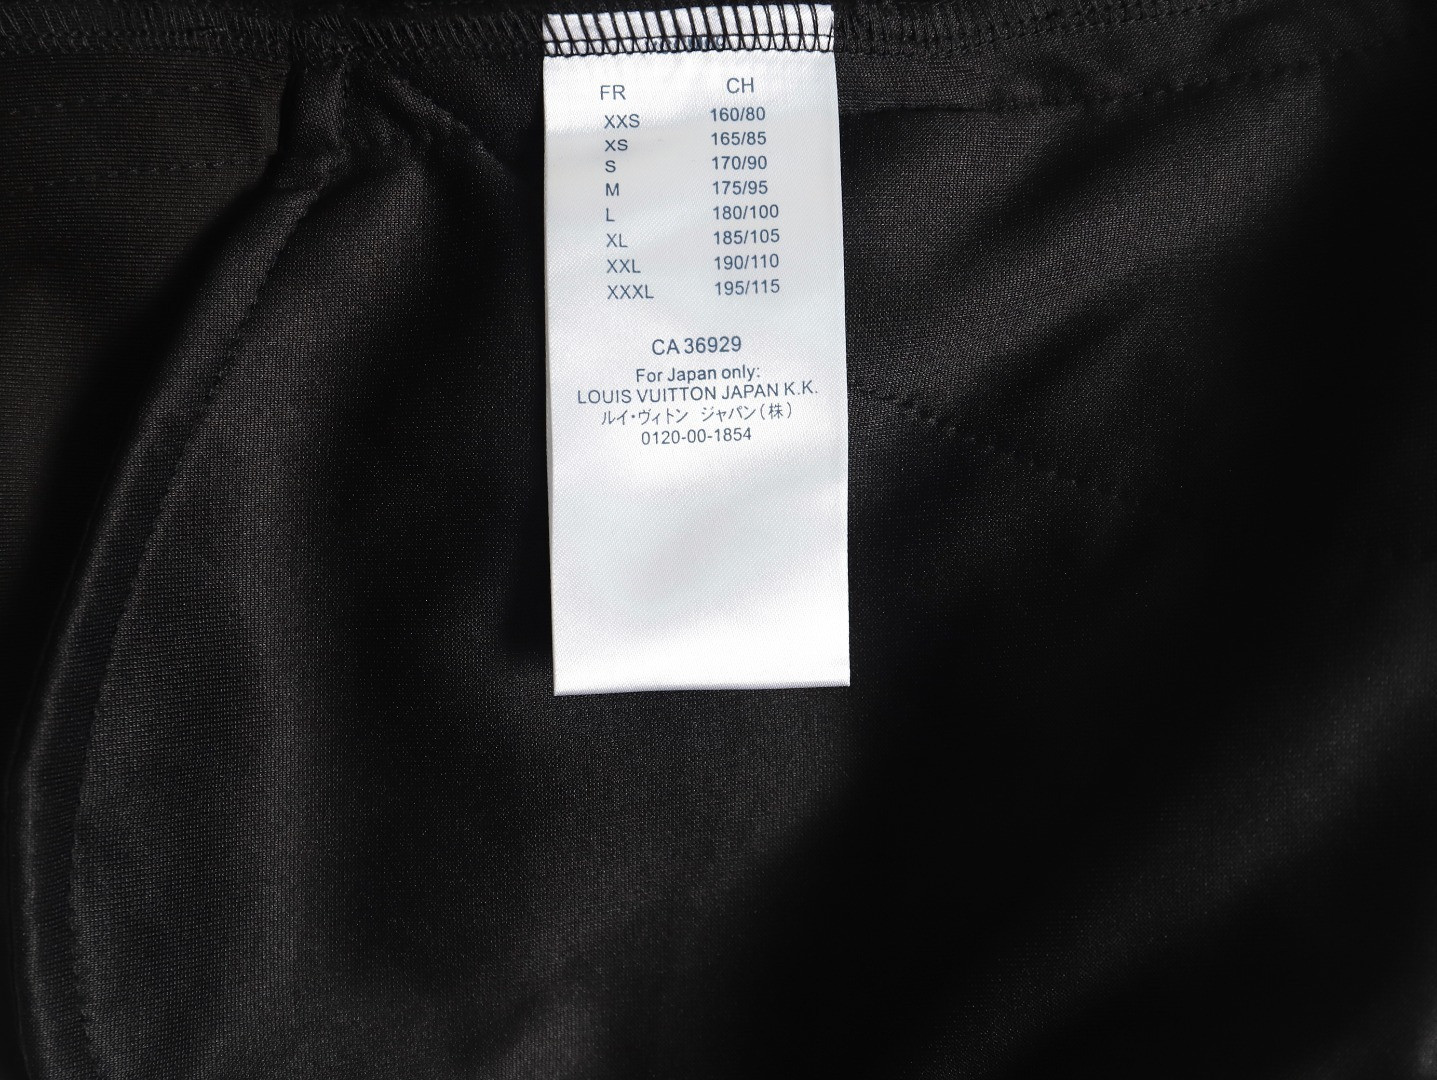 FR CH
XXS 160/80
XS 165/85
S 170/90
M 175/95
L 180/100
XL 185/105
XXL 190/110
XXXL 195/115
CA 36929
For Japan only:
LOUIS VUITTON JAPAN K.K.
ルイ・ヴィトン ジャパン(株)
0120-00-1854